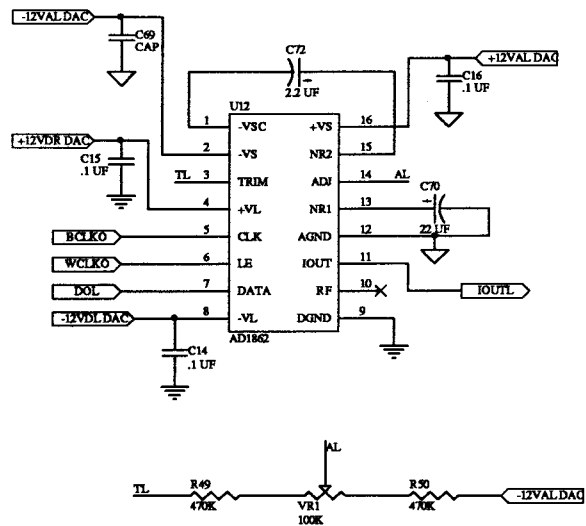 -12VAL DAC
C69
CAP
C72
2.2 UF
+12VAL DAC
C16
.1 UF
U12
1 -VSC +VS 16
+12VDR DAC
C15
.1 UF
2 -VS NR2 15
TL 3 TRIM ADJ 14 AL
C70
4 +VL NR1 13
22 UF
BCLKO 5 CLK AGND 12
WCLKO 6 LE IOUT 11
DOL 7 DATA RF 10
IOUTL
-12VDL DAC 8 -VL DGND 9
AD1862
C14
.1 UF
AL
TL R49 R50
470K VR1 470K -12VAL DAC
100K